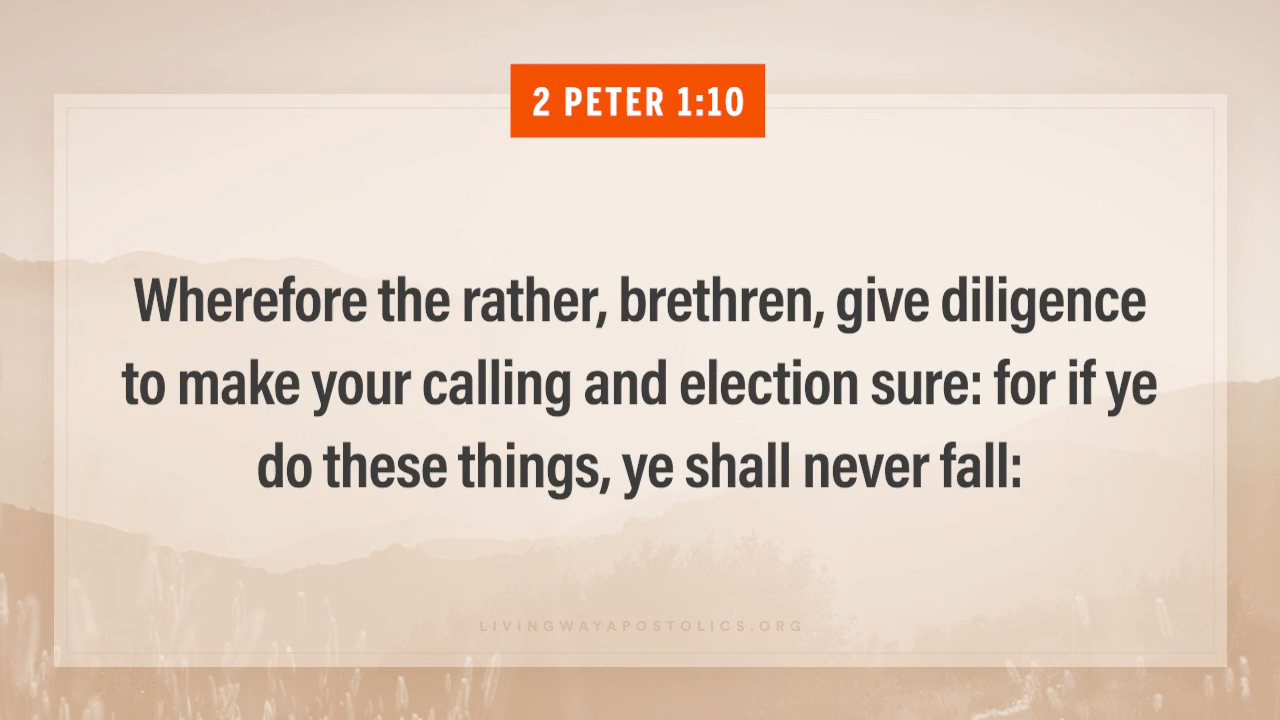 2 PETER 1:10
Wherefore the rather, brethren, give diligence
to make your calling and election sure: for if ye
do these things, ye shall never fall:
LIVINGWAYAPOSTOLICS.ORG